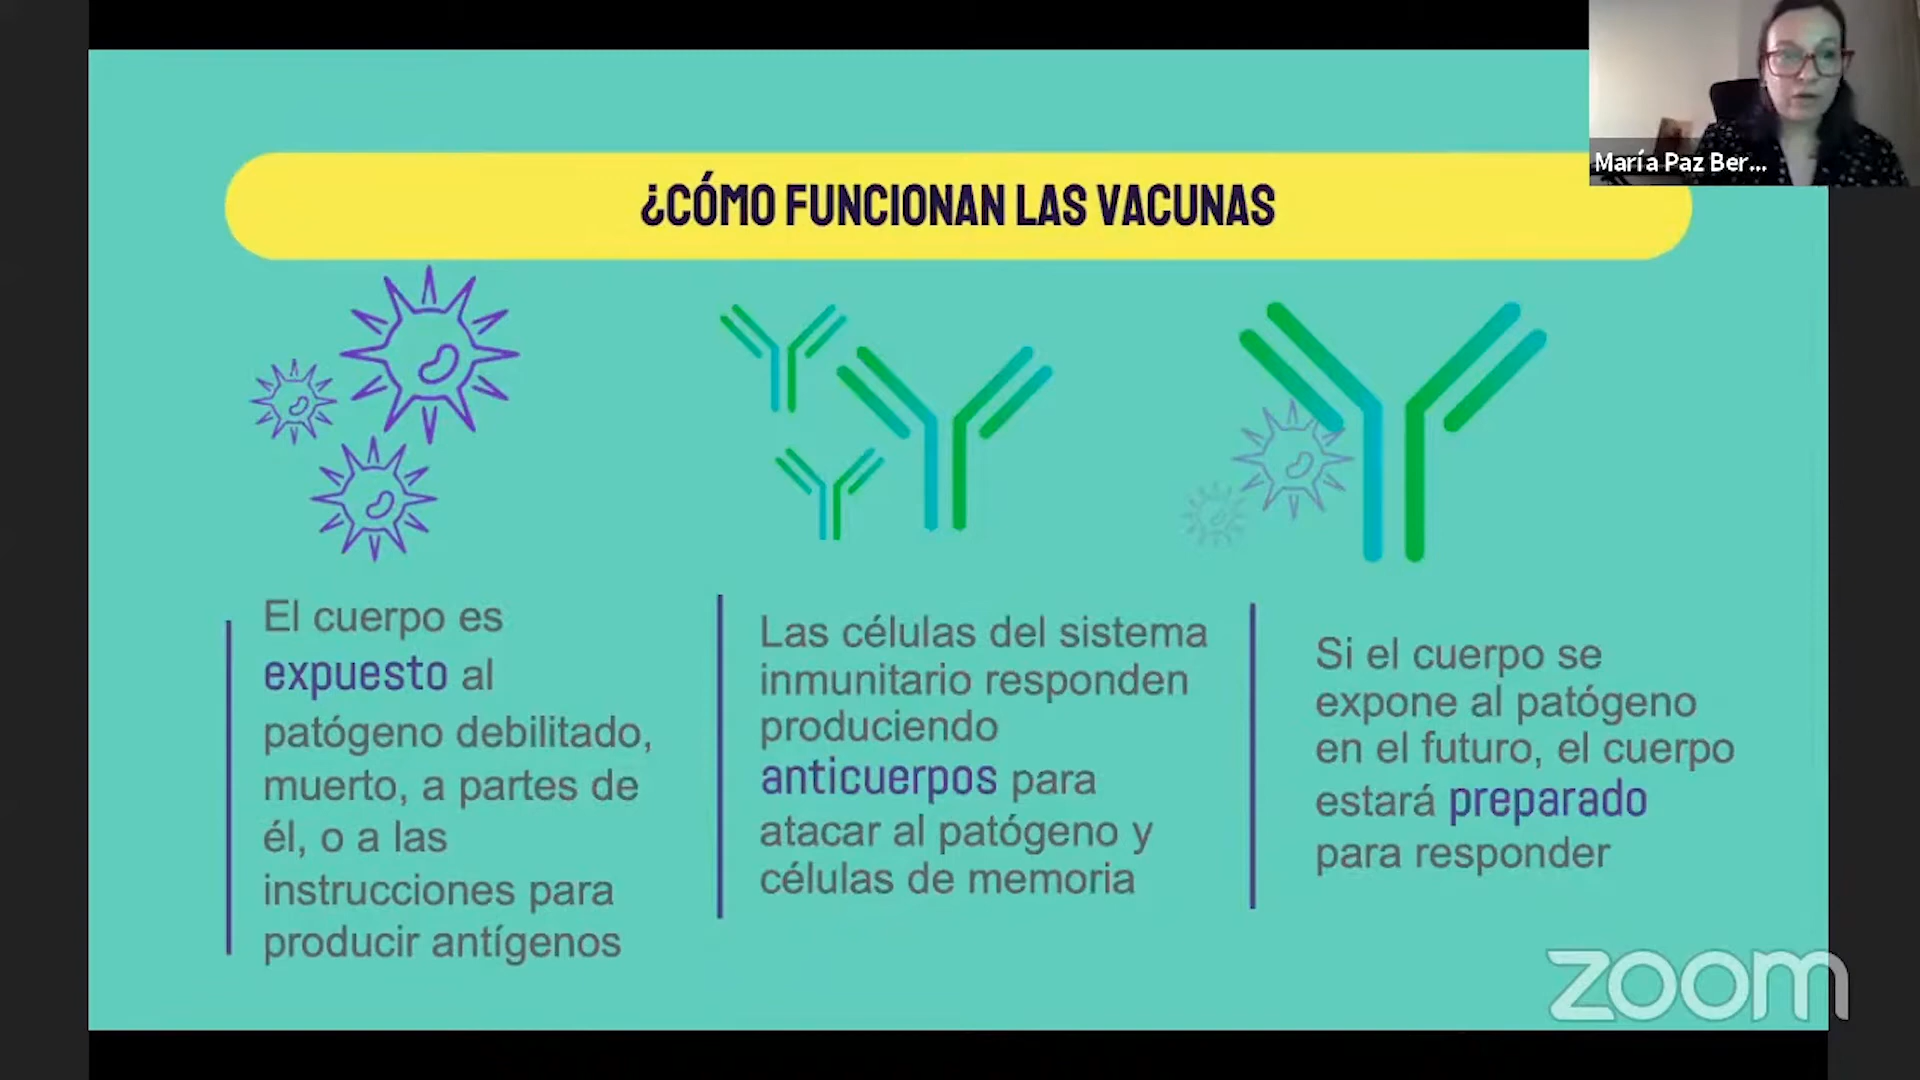 ¿CÓMO FUNCIONAN LAS VACUNAS
María Paz Ber...
El cuerpo es
expuesto al
patógeno debilitado,
muerto, a partes de
él, o a las
instrucciones para
producir antígenos
Las células del sistema
inmunitario responden
produciendo
anticuerpos para
atacar al patógeno y
células de memoria
Si el cuerpo se
expone al patógeno
en el futuro, el cuerpo
estará preparado
para responder
zoom